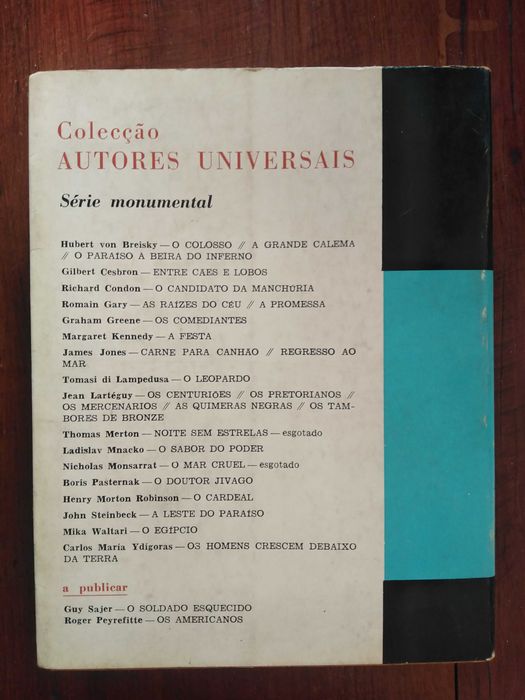 Colecção
AUTORES UNIVERSAIS
Série monumental
Hubert von Breisky — O COLOSSO // A GRANDE CALEMA
// O PARAÍSO A BEIRA DO INFERNO
Gilbert Cesbron — ENTRE CAES E LOBOS
Richard Condon — O CANDIDATO DA MANCHÚRIA
Romain Gary — AS RAÍZES DO CÉU // A PROMESSA
Graham Greene — OS COMEDIANTES
Margaret Kennedy — A FESTA
James Jones — CARNE PARA CANHAO // REGRESSO AO
MAR
Tomasi di Lampedusa — O LEOPARDO
Jean Lartéguy — OS CENTURIÕES // OS PRETORIANOS //
OS MERCENARIOS // AS QUIMERAS NEGRAS // OS TAM-
BORES DE BRONZE
Thomas Merton — NOITE SEM ESTRELAS — esgotado
Ladislav Mnacko — O SABOR DO PODER
Nicholas Monsarrat — O MAR CRUEL — esgotado
Boris Pasternak — O DOUTOR JIVAGO
Henry Morton Robinson — O CARDEAL
John Steinbeck — A LESTE DO PARAÍSO
Mika Waltari — O EGÍPCIO
Carlos María Ydigoras — OS HOMENS CRESCEM DEBAIXO
DA TERRA
a publicar
Guy Sajer — O SOLDADO ESQUECIDO
Roger Peyrefitte — OS AMERICANOS